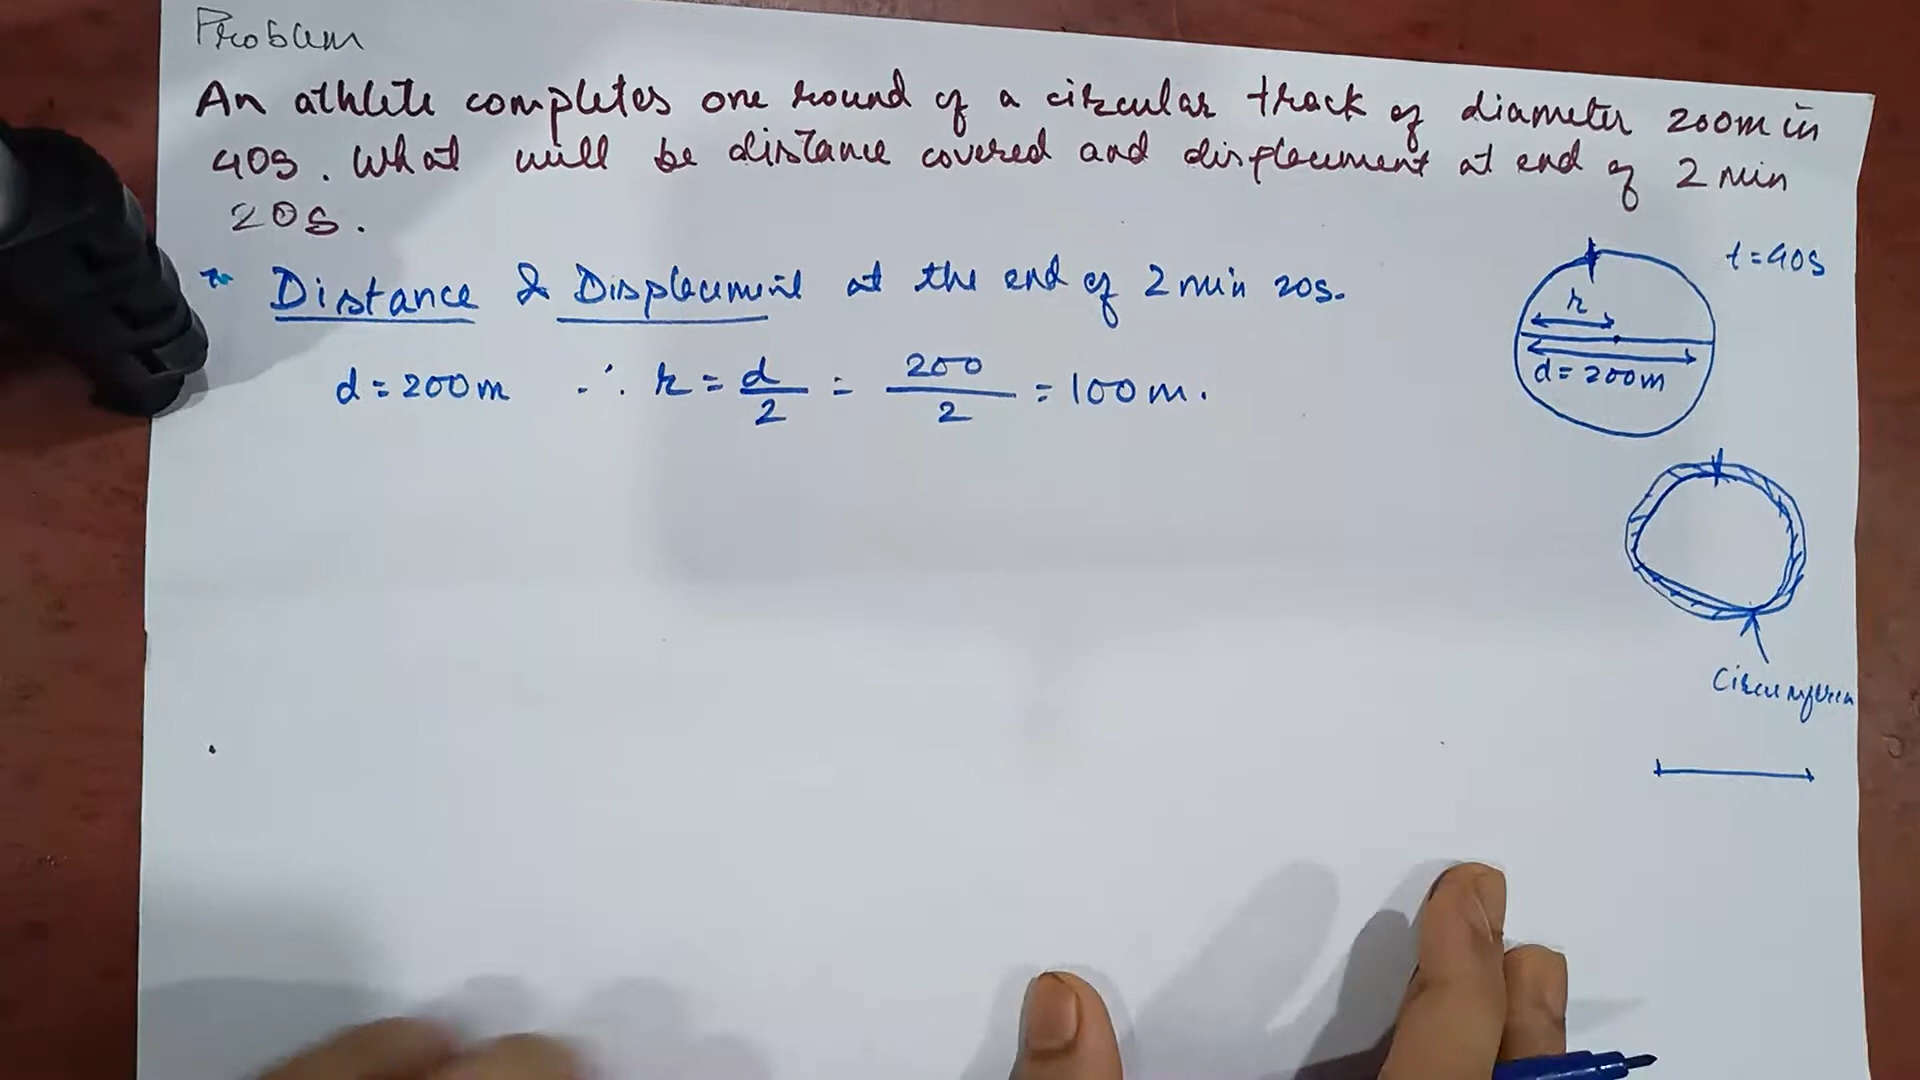 Problem
An athlete completes one round of a circular track of diameter 200m in
40s. What will be distance covered and displacement at end of 2 min
20s.
Distance & Displacement at the end of 2 min 20s.
t=40s
r
d = 200m
d = 200m ∴ r = d/2 = 200/2 = 100m.